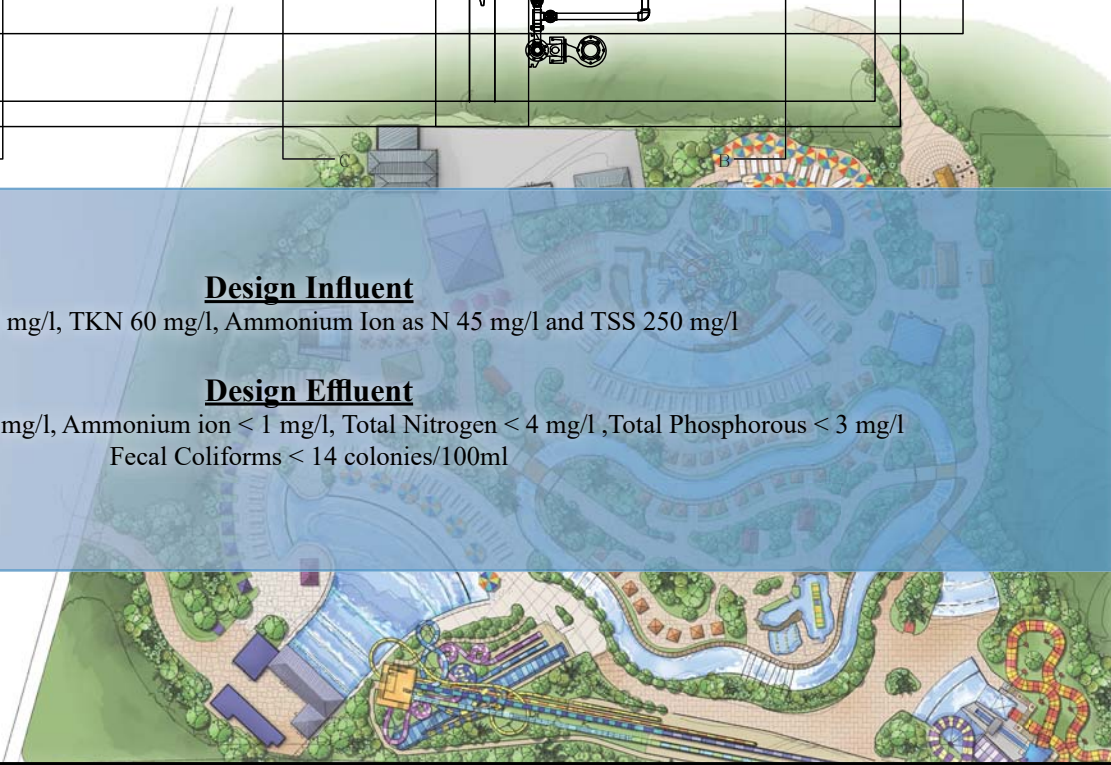 C
B
Design Influent
mg/l, TKN 60 mg/l, Ammonium Ion as N 45 mg/l and TSS 250 mg/l
Design Effluent
mg/l, Ammonium ion < 1 mg/l, Total Nitrogen < 4 mg/l ,Total Phosphorous < 3 mg/l
Fecal Coliforms < 14 colonies/100ml